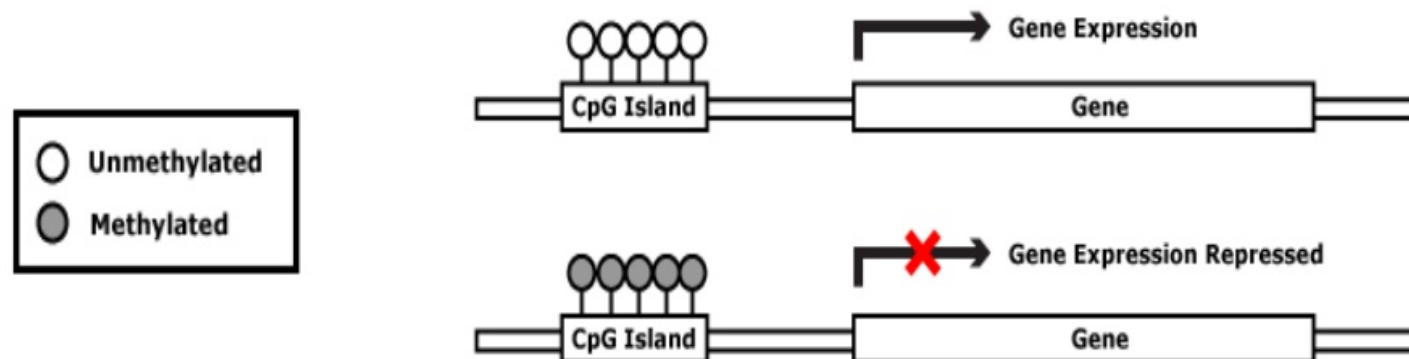 Unmethylated
Methylated
Gene Expression
CpG Island
Gene
Gene Expression Repressed
CpG Island
Gene